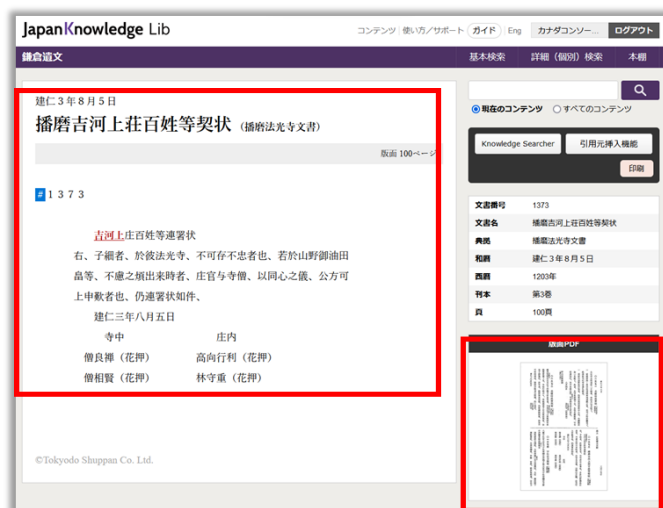 JapanKnowledge Lib
コンテンツ 使い方/サポート ガイド Eng カナダコンソー... ログアウト
鎌倉遺文
基本検索 詳細（個別）検索 本棚
建仁3年8月5日
播磨吉河上荘百姓等契状（播磨法光寺文書）
版面 100ページ
#1373
吉河上庄百姓等連署状
右、子細者、於彼法光寺、不可存不忠者也、若於山野御油田
畠等、不慮之煩出来時者、庄官与寺僧、以同心之儀、公方可
上申歎者也、仍連署状如件、
建仁三年八月五日
寺中 庄内
僧良禅（花押） 高向行利（花押）
僧相賢（花押） 林守重（花押）
©Tokyodo Shuppan Co. Ltd.
現在のコンテンツ すべてのコンテンツ
Knowledge Searcher 引用元挿入機能
印刷
文書番号 1373
文書名 播磨吉河上荘百姓等契状
典拠 播磨法光寺文書
和暦 建仁3年8月5日
西暦 1203年
刊本 第3巻
頁 100頁
版面PDF